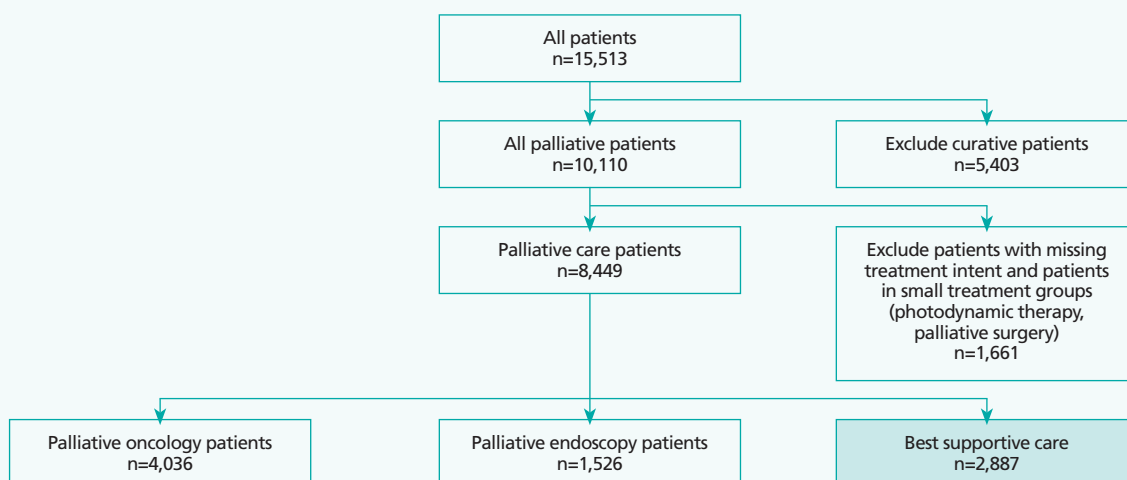 All patients
n=15,513
All palliative patients
n=10,110
Exclude curative patients
n=5,403
Palliative care patients
n=8,449
Exclude patients with missing
treatment intent and patients
in small treatment groups
(photodynamic therapy,
palliative surgery)
n=1,661
Palliative oncology patients
n=4,036
Palliative endoscopy patients
n=1,526
Best supportive care
n=2,887